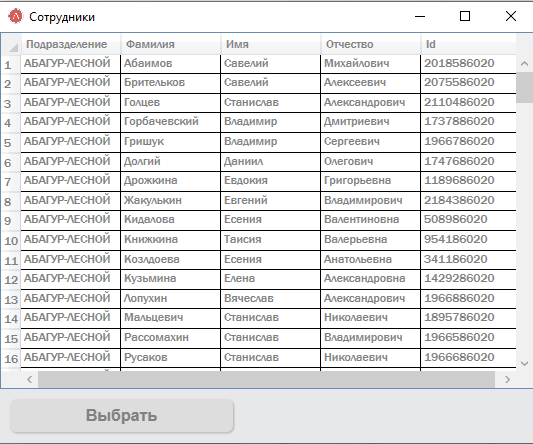 Сотрудники
Подразделение Фамилия Имя Отчество Id
1 АБАГУР-ЛЕСНОЙ Абаимов Савелий Михайлович 2018586020
2 АБАГУР-ЛЕСНОЙ Брительков Савелий Алексеевич 2075586020
3 АБАГУР-ЛЕСНОЙ Голцев Станислав Александрович 2110486020
4 АБАГУР-ЛЕСНОЙ Горбачевский Владимир Дмитриевич 1737886020
5 АБАГУР-ЛЕСНОЙ Гришук Владимир Сергеевич 1966786020
6 АБАГУР-ЛЕСНОЙ Долгий Даниил Олегович 1747686020
7 АБАГУР-ЛЕСНОЙ Дрожкина Евдокия Григорьевна 1189686020
8 АБАГУР-ЛЕСНОЙ Жакулькин Евгений Владимирович 2184386020
9 АБАГУР-ЛЕСНОЙ Кидалова Есения Валентиновна 508986020
10 АБАГУР-ЛЕСНОЙ Книжкина Таисия Валерьевна 954186020
11 АБАГУР-ЛЕСНОЙ Козлдоева Есения Анатольевна 341186020
12 АБАГУР-ЛЕСНОЙ Кузьмина Елена Александровна 1429286020
13 АБАГУР-ЛЕСНОЙ Лопухин Вячеслав Александрович 1966886020
14 АБАГУР-ЛЕСНОЙ Мальцевич Станислав Николаевич 1895786020
15 АБАГУР-ЛЕСНОЙ Рассомахин Станислав Владимирович 1966586020
16 АБАГУР-ЛЕСНОЙ Русаков Станислав Николаевич 1966686020
Выбрать